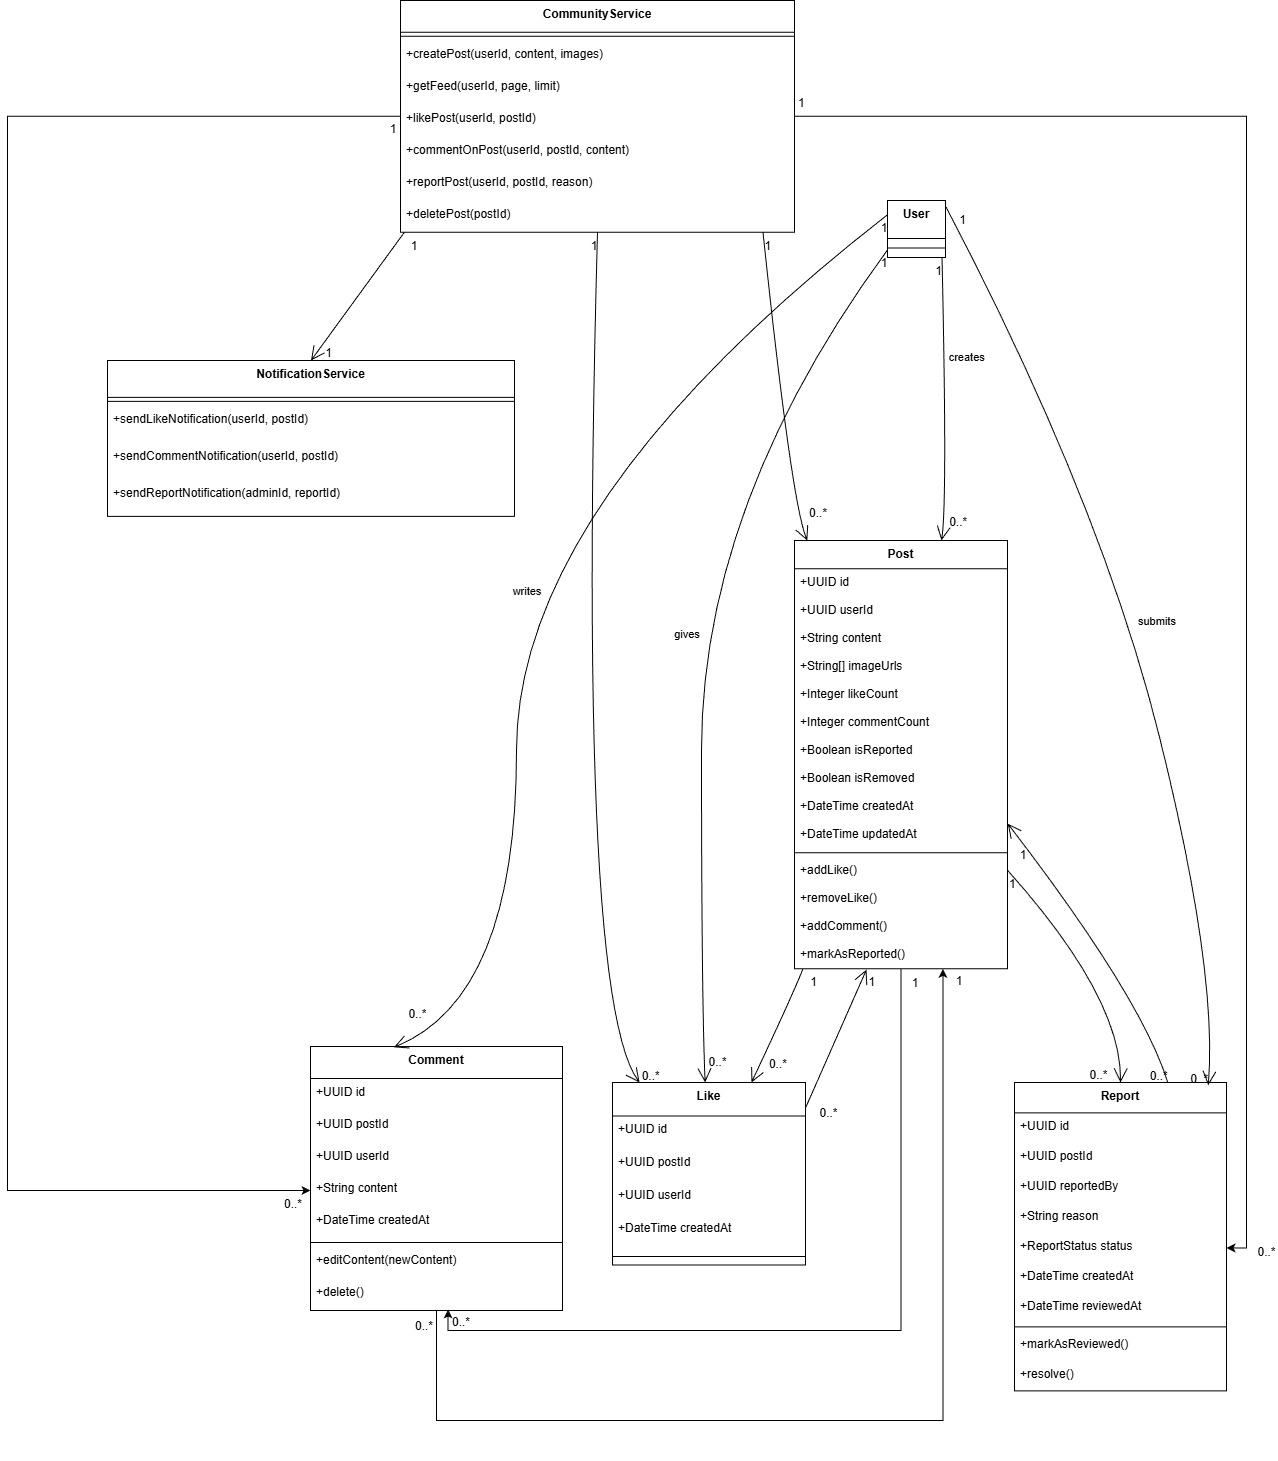 CommunityService
+createPost(userId, content, images)
+getFeed(userId, page, limit)
+likePost(userId, postId)
+commentOnPost(userId, postId, content)
+reportPost(userId, postId, reason)
+deletePost(postId)
1
1
1
1
1
User
1
1
1
1
NotificationService
1
+sendLikeNotification(userId, postId)
+sendCommentNotification(userId, postId)
+sendReportNotification(adminId, reportId)
creates
writes
gives
submits
0..*
0..*
Post
+UUID id
+UUID userId
+String content
+String[] imageUrls
+Integer likeCount
+Integer commentCount
+Boolean isReported
+Boolean isRemoved
+DateTime createdAt
+DateTime updatedAt
+addLike()
+removeLike()
+addComment()
+markAsReported()
1
1
1
1
1
1
0..*
Comment
+UUID id
+UUID postId
+UUID userId
+String content
+DateTime createdAt
+editContent(newContent)
+delete()
0..*
0..*
0..*
0..*
0..*
0..*
0..*
Like
+UUID id
+UUID postId
+UUID userId
+DateTime createdAt
0..*
0..*
0..*
Report
+UUID id
+UUID postId
+UUID reportedBy
+String reason
+ReportStatus status
+DateTime createdAt
+DateTime reviewedAt
+markAsReviewed()
+resolve()
0..*